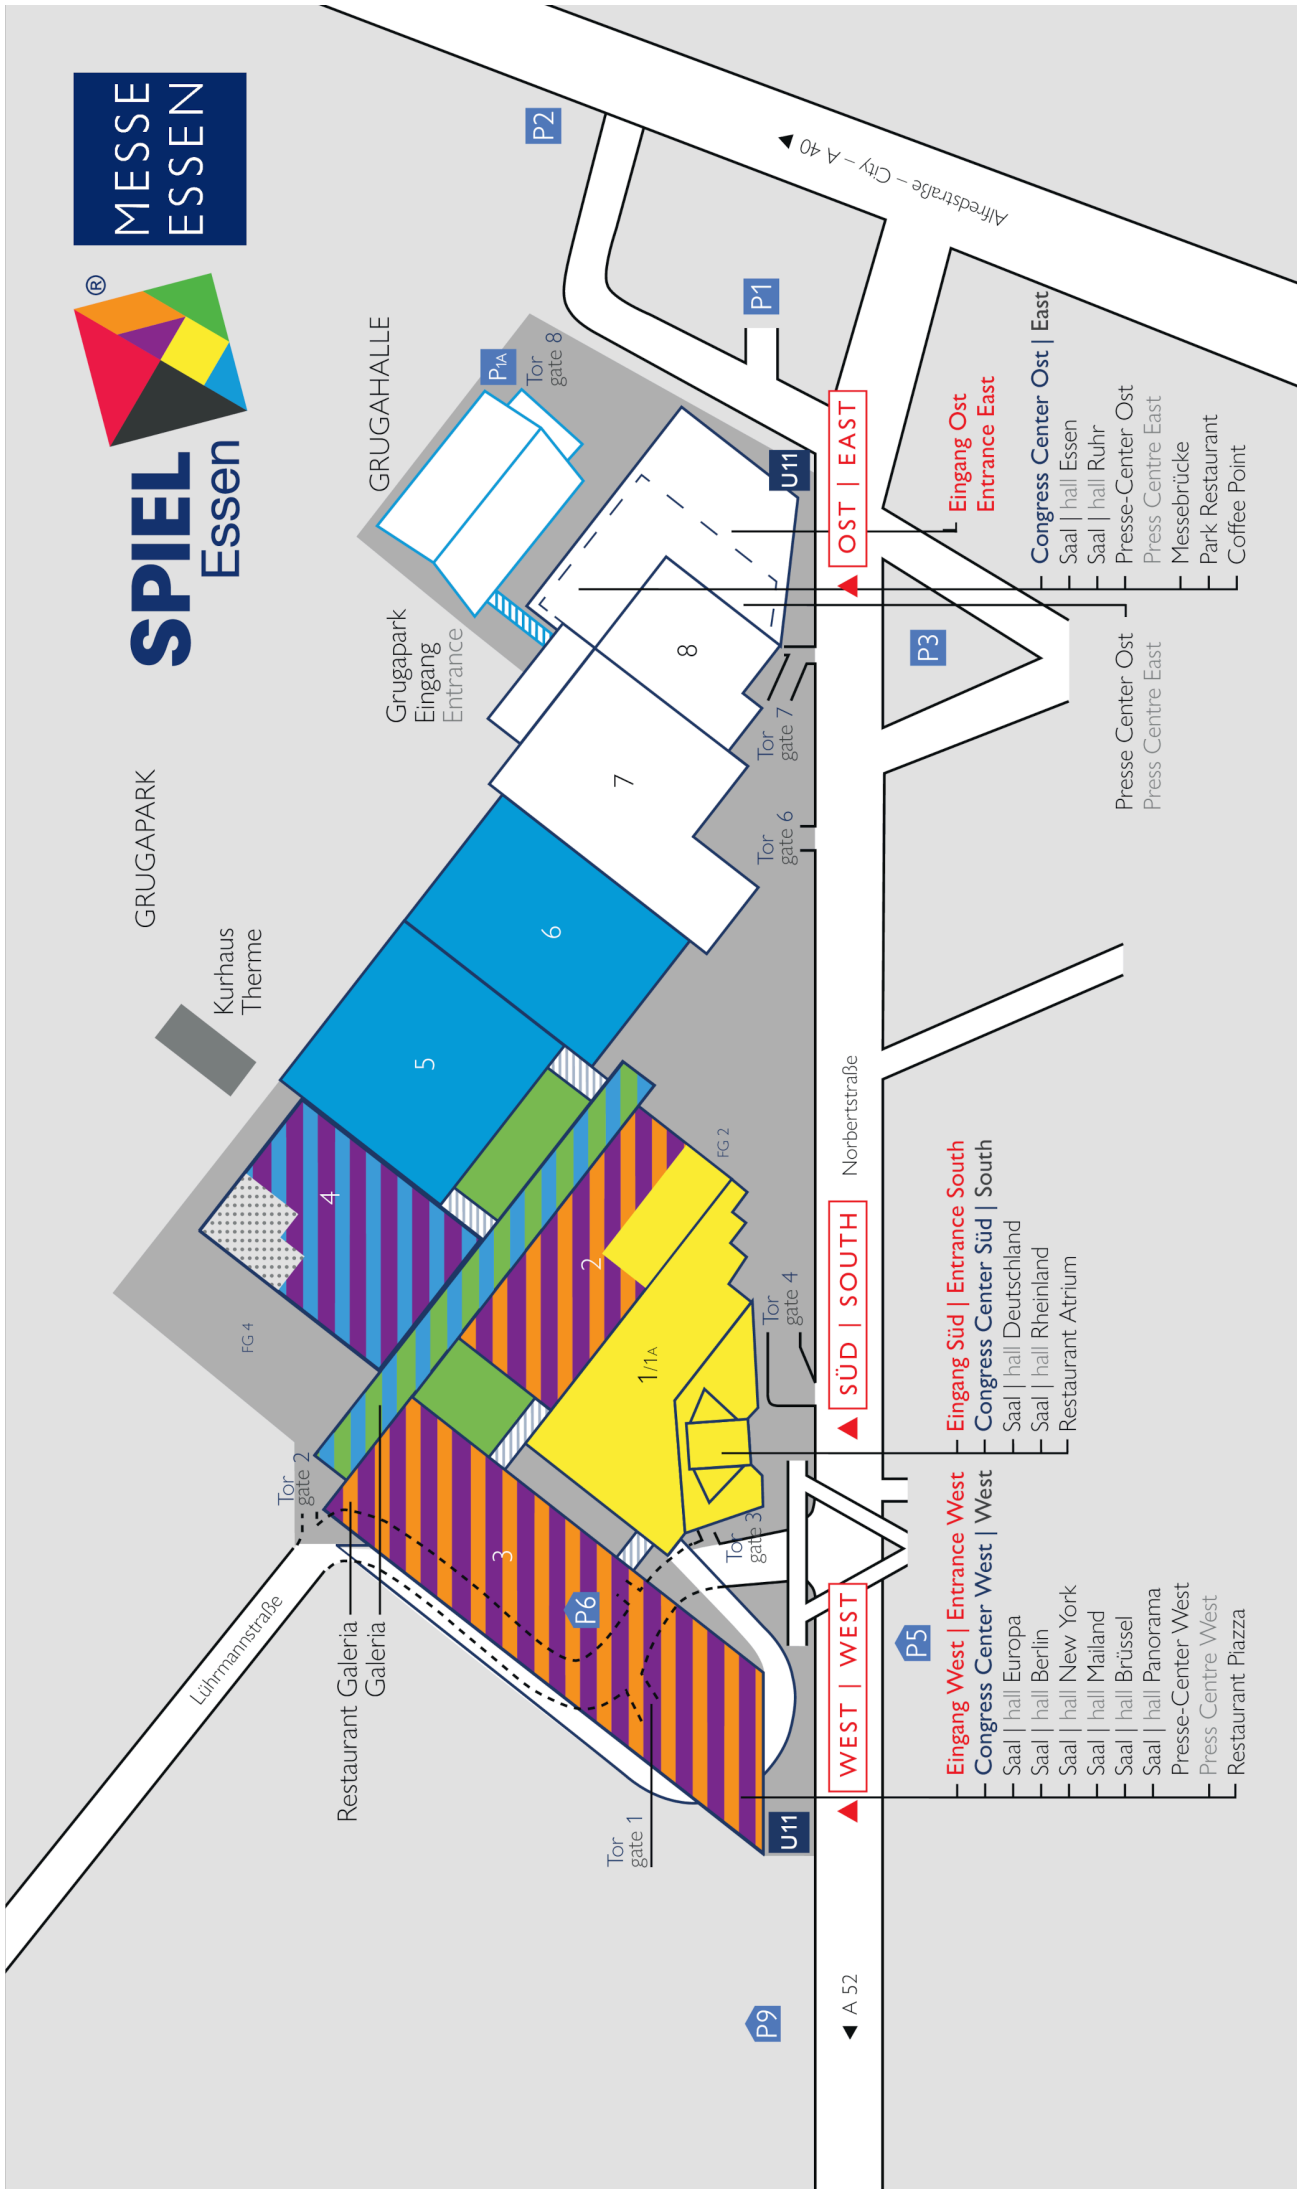 MESSE
ESSEN
®
SPIEL
Essen
GRUGAPARK
GRUGAHALLE
Kurhaus
Therme
Grugapark
Eingang
Entrance
P2
P1
P1A
Tor
gate 8
Alfredstraße – City – A 40
Lührmannstraße
FG 4
Tor
gate 2
Restaurant Galeria
Galeria
4
5
6
7
8
3
2
1/1A
FG 2
P6
Tor
gate 1
Tor
gate 3
Tor
gate 4
Tor
gate 6
Tor
gate 7
U11
U11
P9
A 52
WEST | WEST
SÜD | SOUTH
Norbertstraße
OST | EAST
P5
P3
Eingang West | Entrance West
Congress Center West | West
Saal | hall Europa
Saal | hall Berlin
Saal | hall New York
Saal | hall Mailand
Saal | hall Brüssel
Saal | hall Panorama
Presse-Center West
Press Centre West
Restaurant Piazza
Eingang Süd | Entrance South
Congress Center Süd | South
Saal | hall Deutschland
Saal | hall Rheinland
Restaurant Atrium
Presse Center Ost
Press Centre East
Eingang Ost
Entrance East
Congress Center Ost | East
Saal | hall Essen
Saal | hall Ruhr
Presse-Center Ost
Press Centre East
Messebrücke
Park Restaurant
Coffee Point